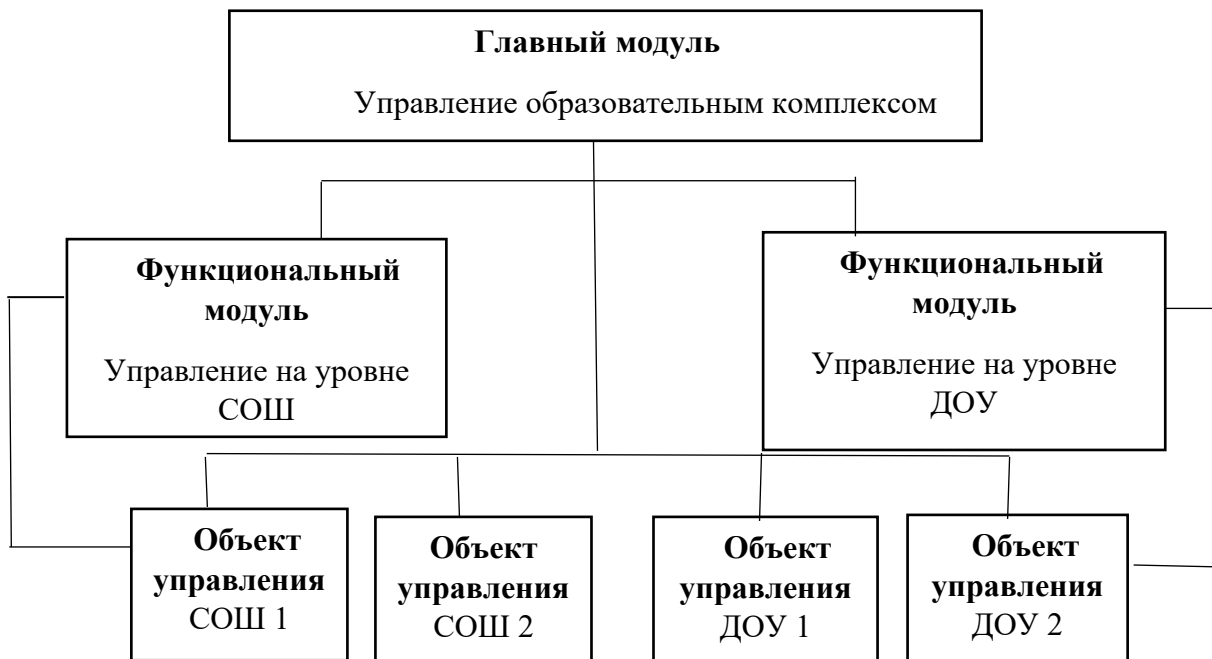 Главный модуль
Управление образовательным комплексом
Функциональный
модуль
Управление на уровне
СОШ
Функциональный
модуль
Управление на уровне
ДОУ
Объект
управления
СОШ 1
Объект
управления
СОШ 2
Объект
управления
ДОУ 1
Объект
управления
ДОУ 2